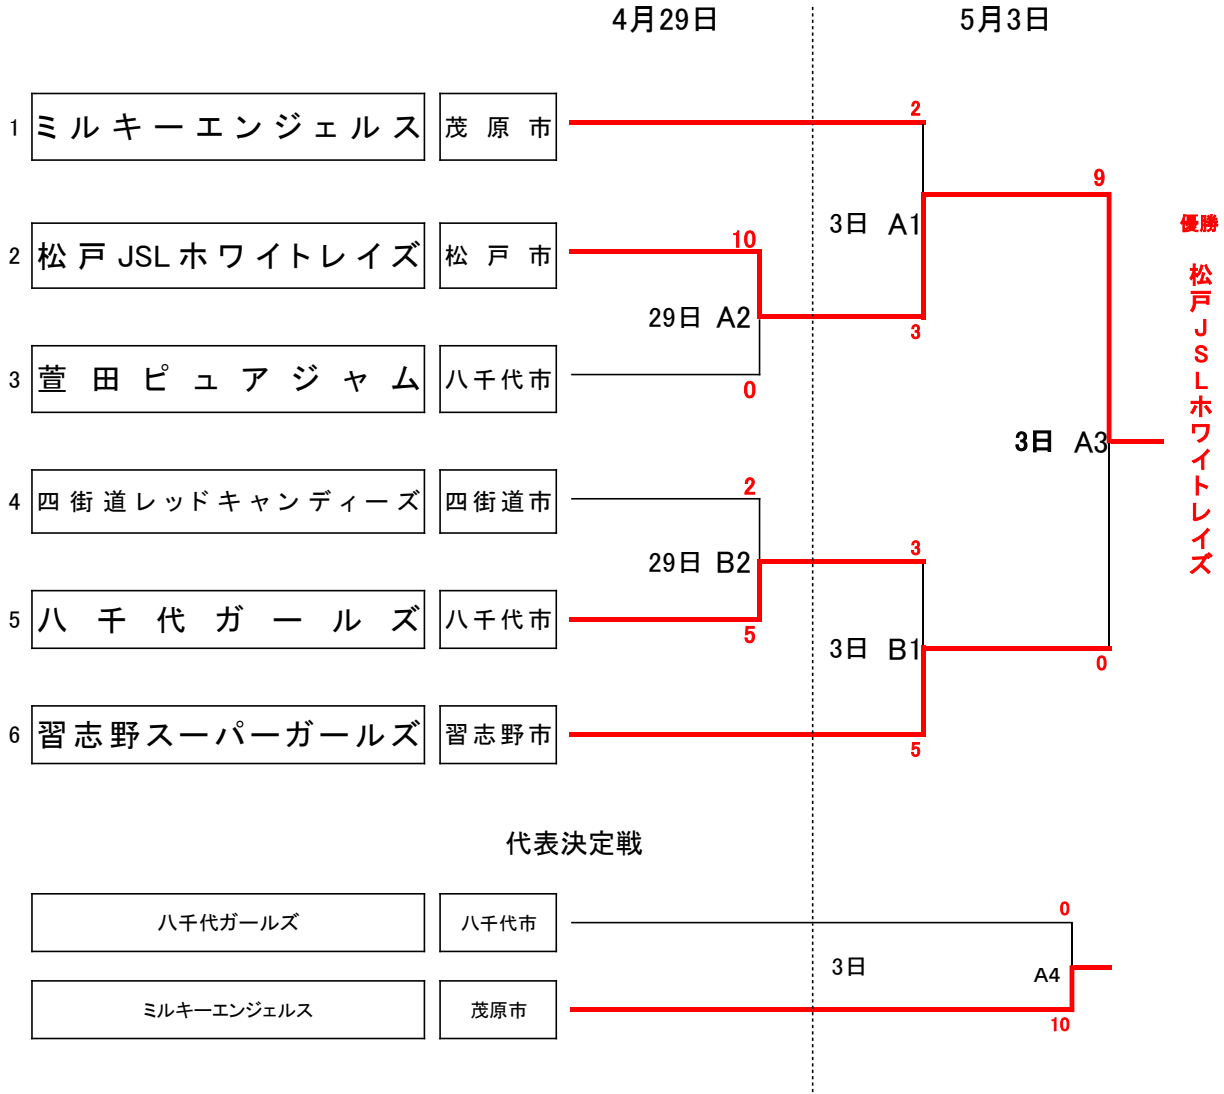 4月29日 5月3日
1 ミルキーエンジェルス 茂原市 2
9
優勝
3日 A1
2 松戸JSLホワイトレイズ 松戸市 10
松戸JSLホワイトレイズ
29日 A2
3
3 萱田ピュアジャム 八千代市 0
3日 A3
4 四街道レッドキャンディーズ 四街道市 2
3
29日 B2
5 八千代ガールズ 八千代市 5
3日 B1
0
6 習志野スーパーガールズ 習志野市 5
代表決定戦
八千代ガールズ 八千代市 0
3日 A4
ミルキーエンジェルス 茂原市 10